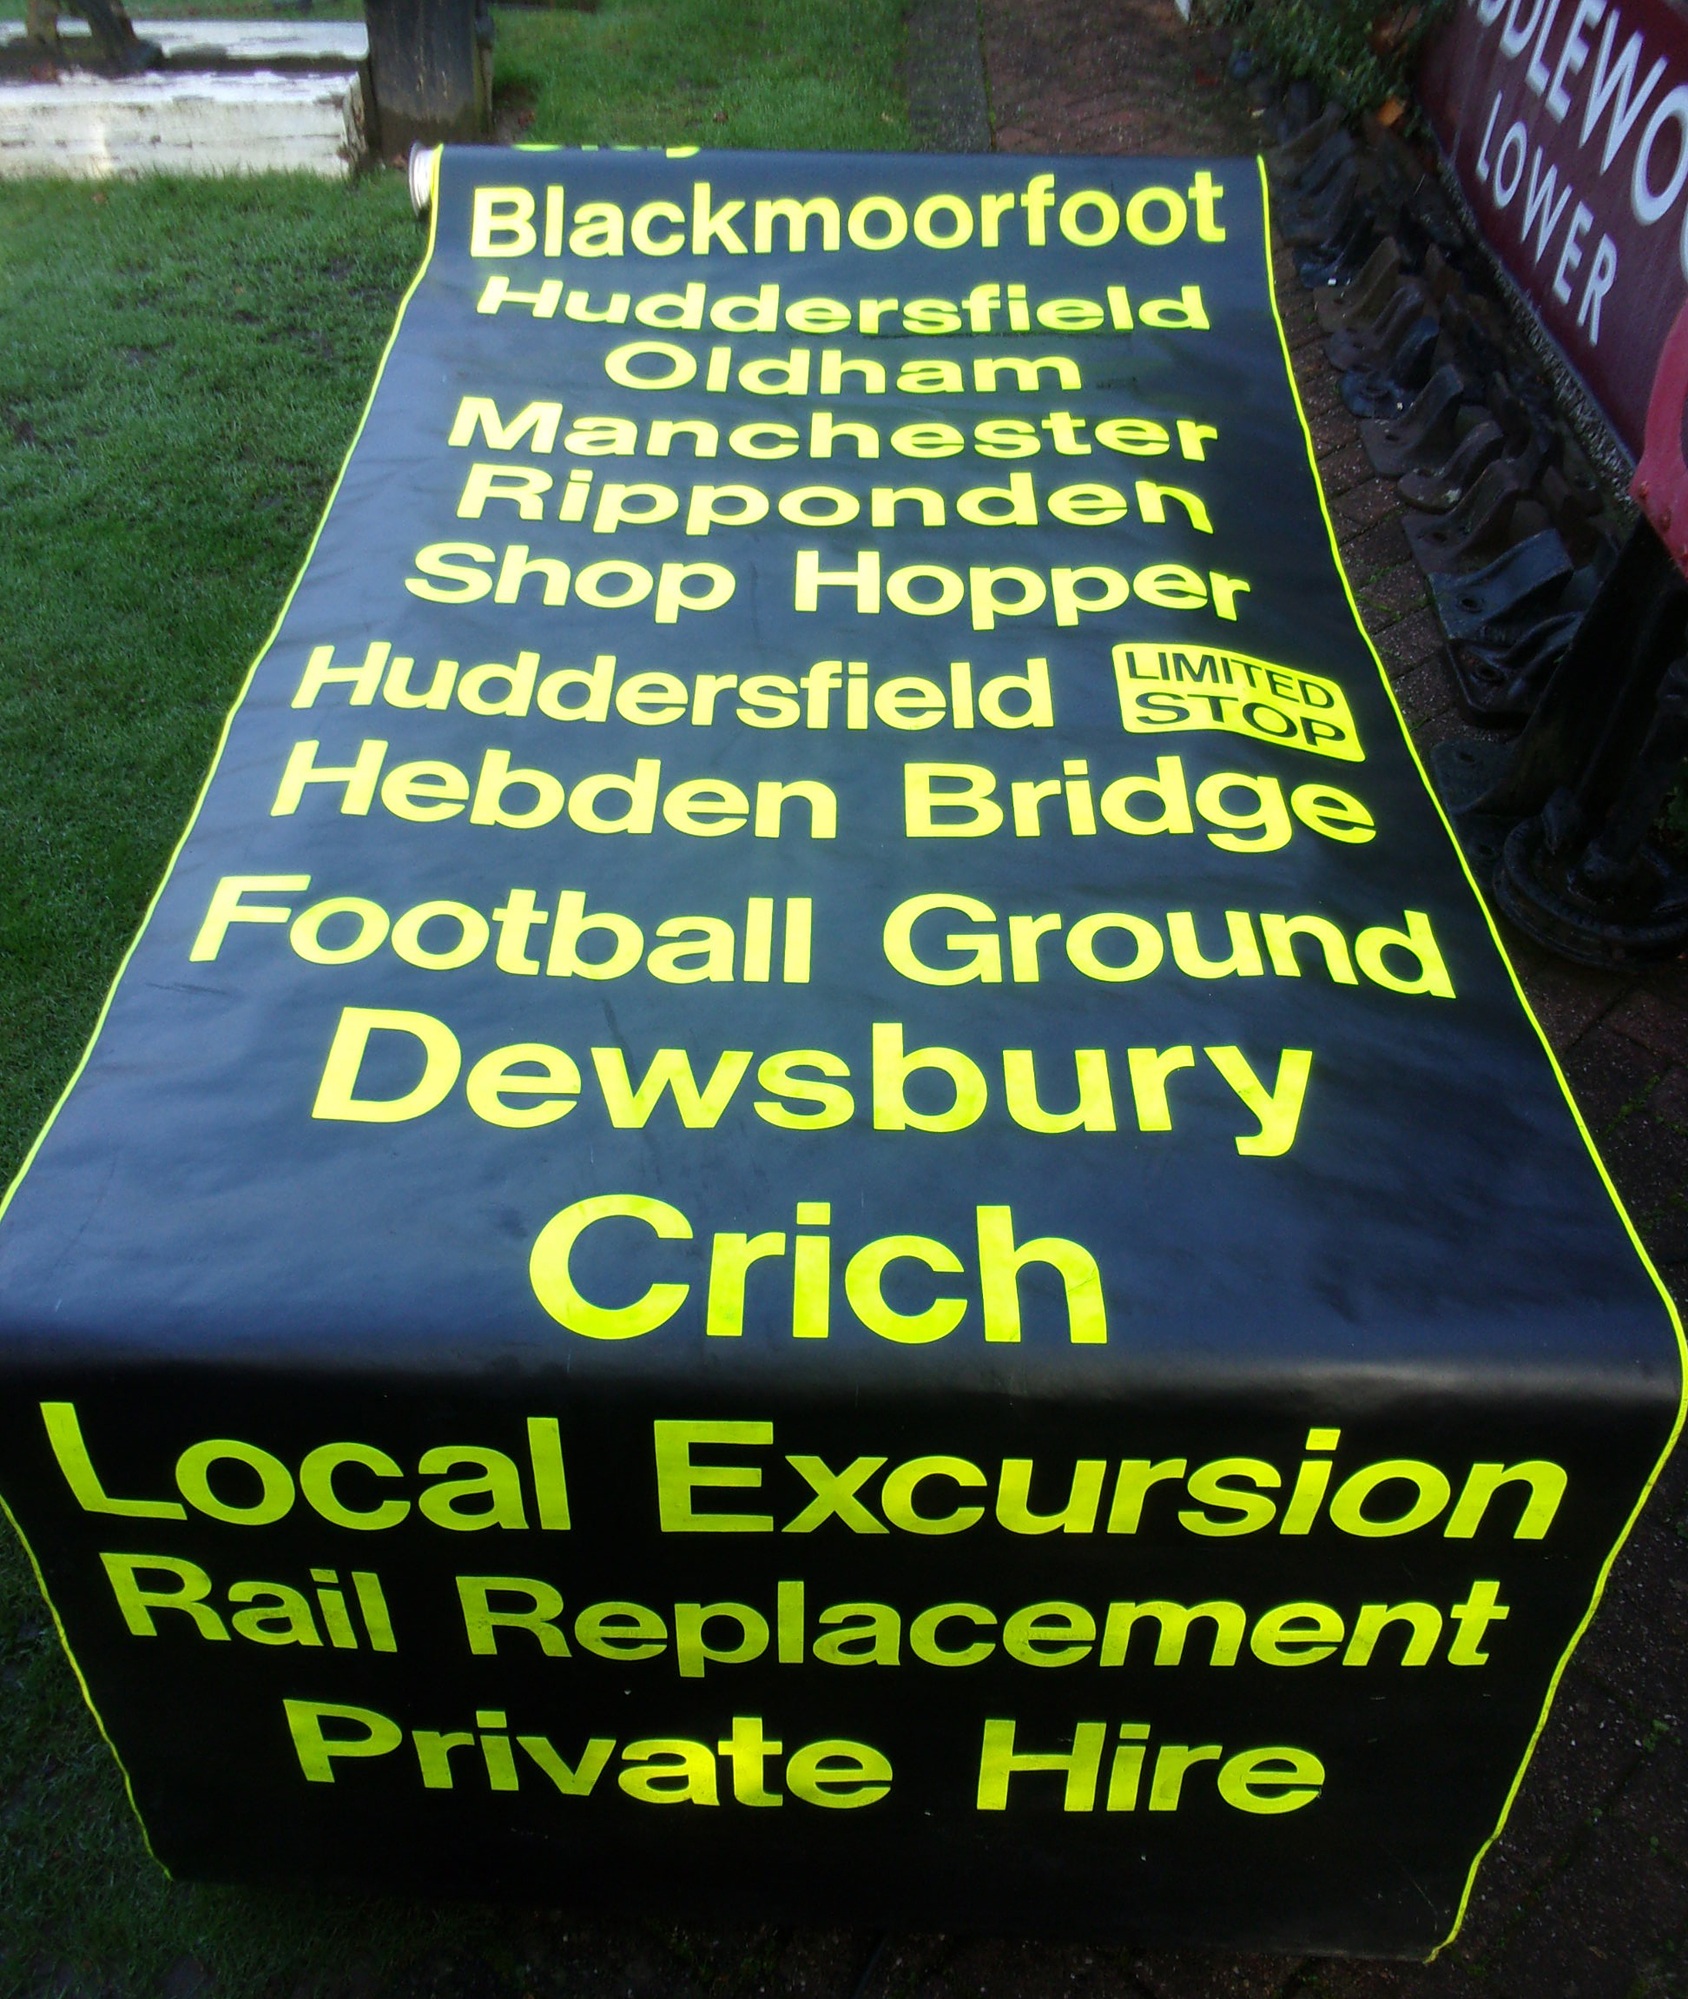 Blackmoorfoot
Huddersfield
Oldham
Manchester
Ripponden
Shop Hopper
Huddersfield LIMITED STOP
Hebden Bridge
Football Ground
Dewsbury
Crich
Local Excursion
Rail Replacement
Private Hire
LOWER